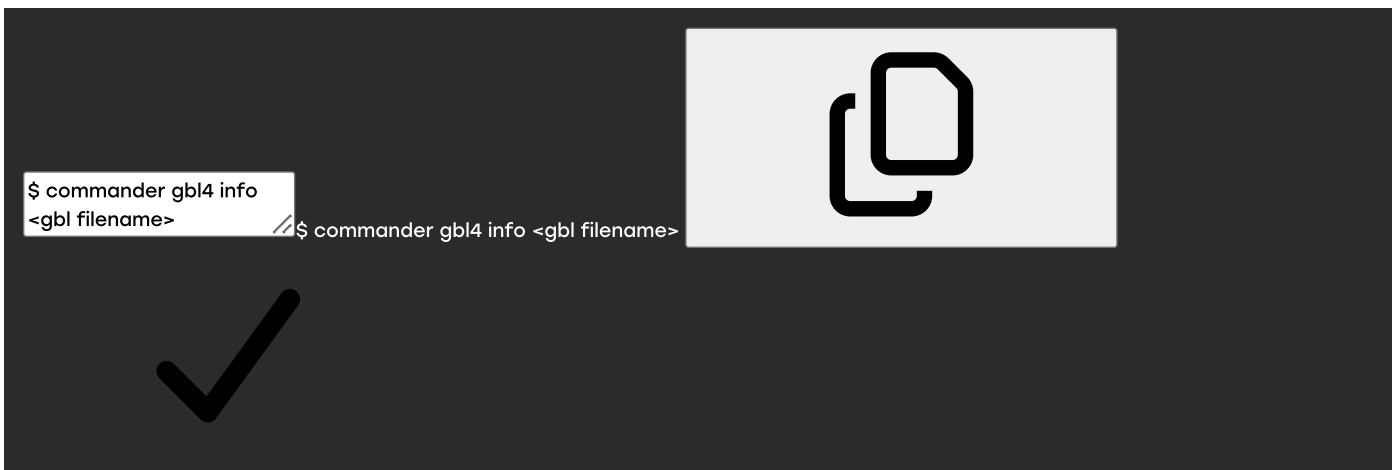 $ commander gbl4 info
<gbl filename>
$ commander gbl4 info <gbl filename>